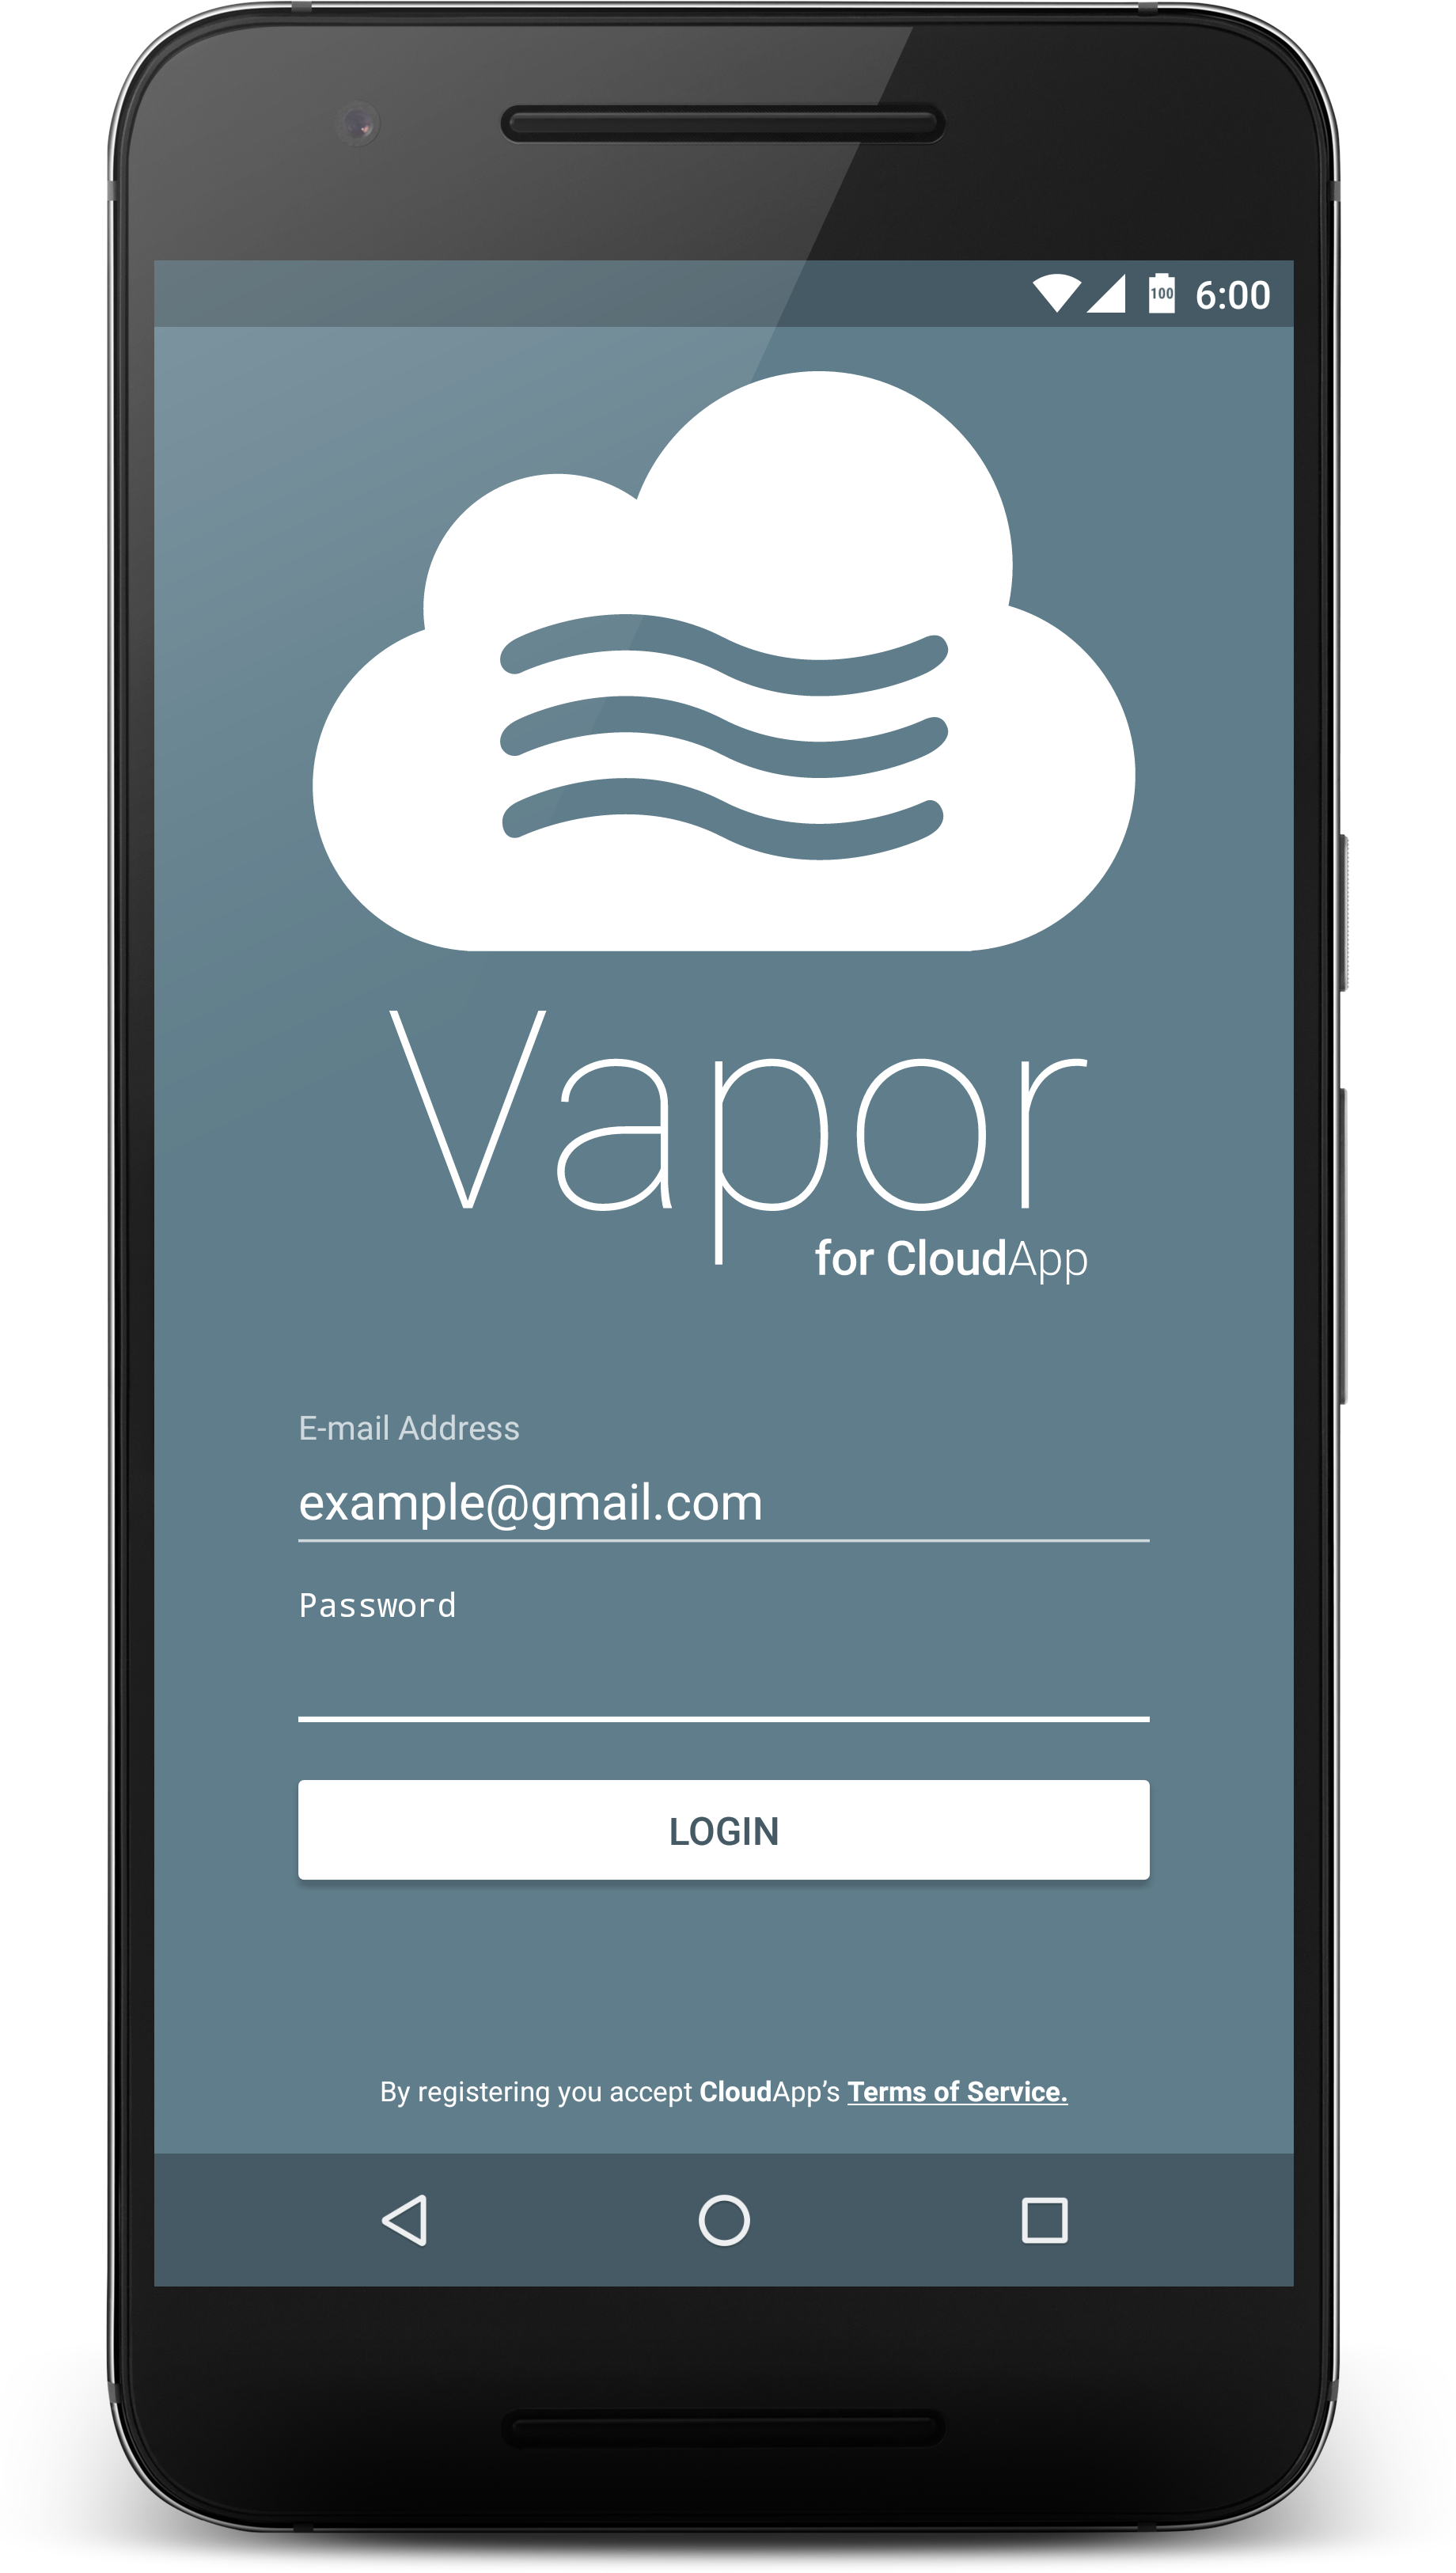 100 6:00
Vapor
for CloudApp
E-mail Address
example@gmail.com
Password
LOGIN
By registering you accept CloudApp’s Terms of Service.